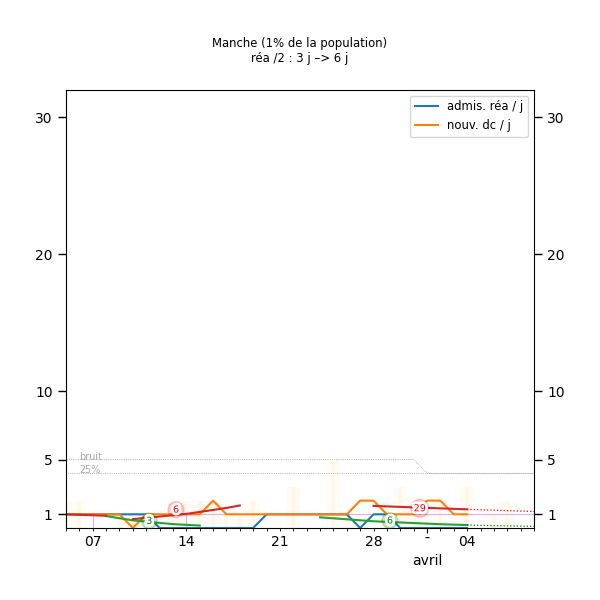 Manche (1% de la population)
réa /2 : 3 j –> 6 j
admis. réa / j
nouv. dc / j
30 30
20 20
10 10
5 5
bruit
25%
1 1
3 6 6 29
07 14 21 28 - 04
avril